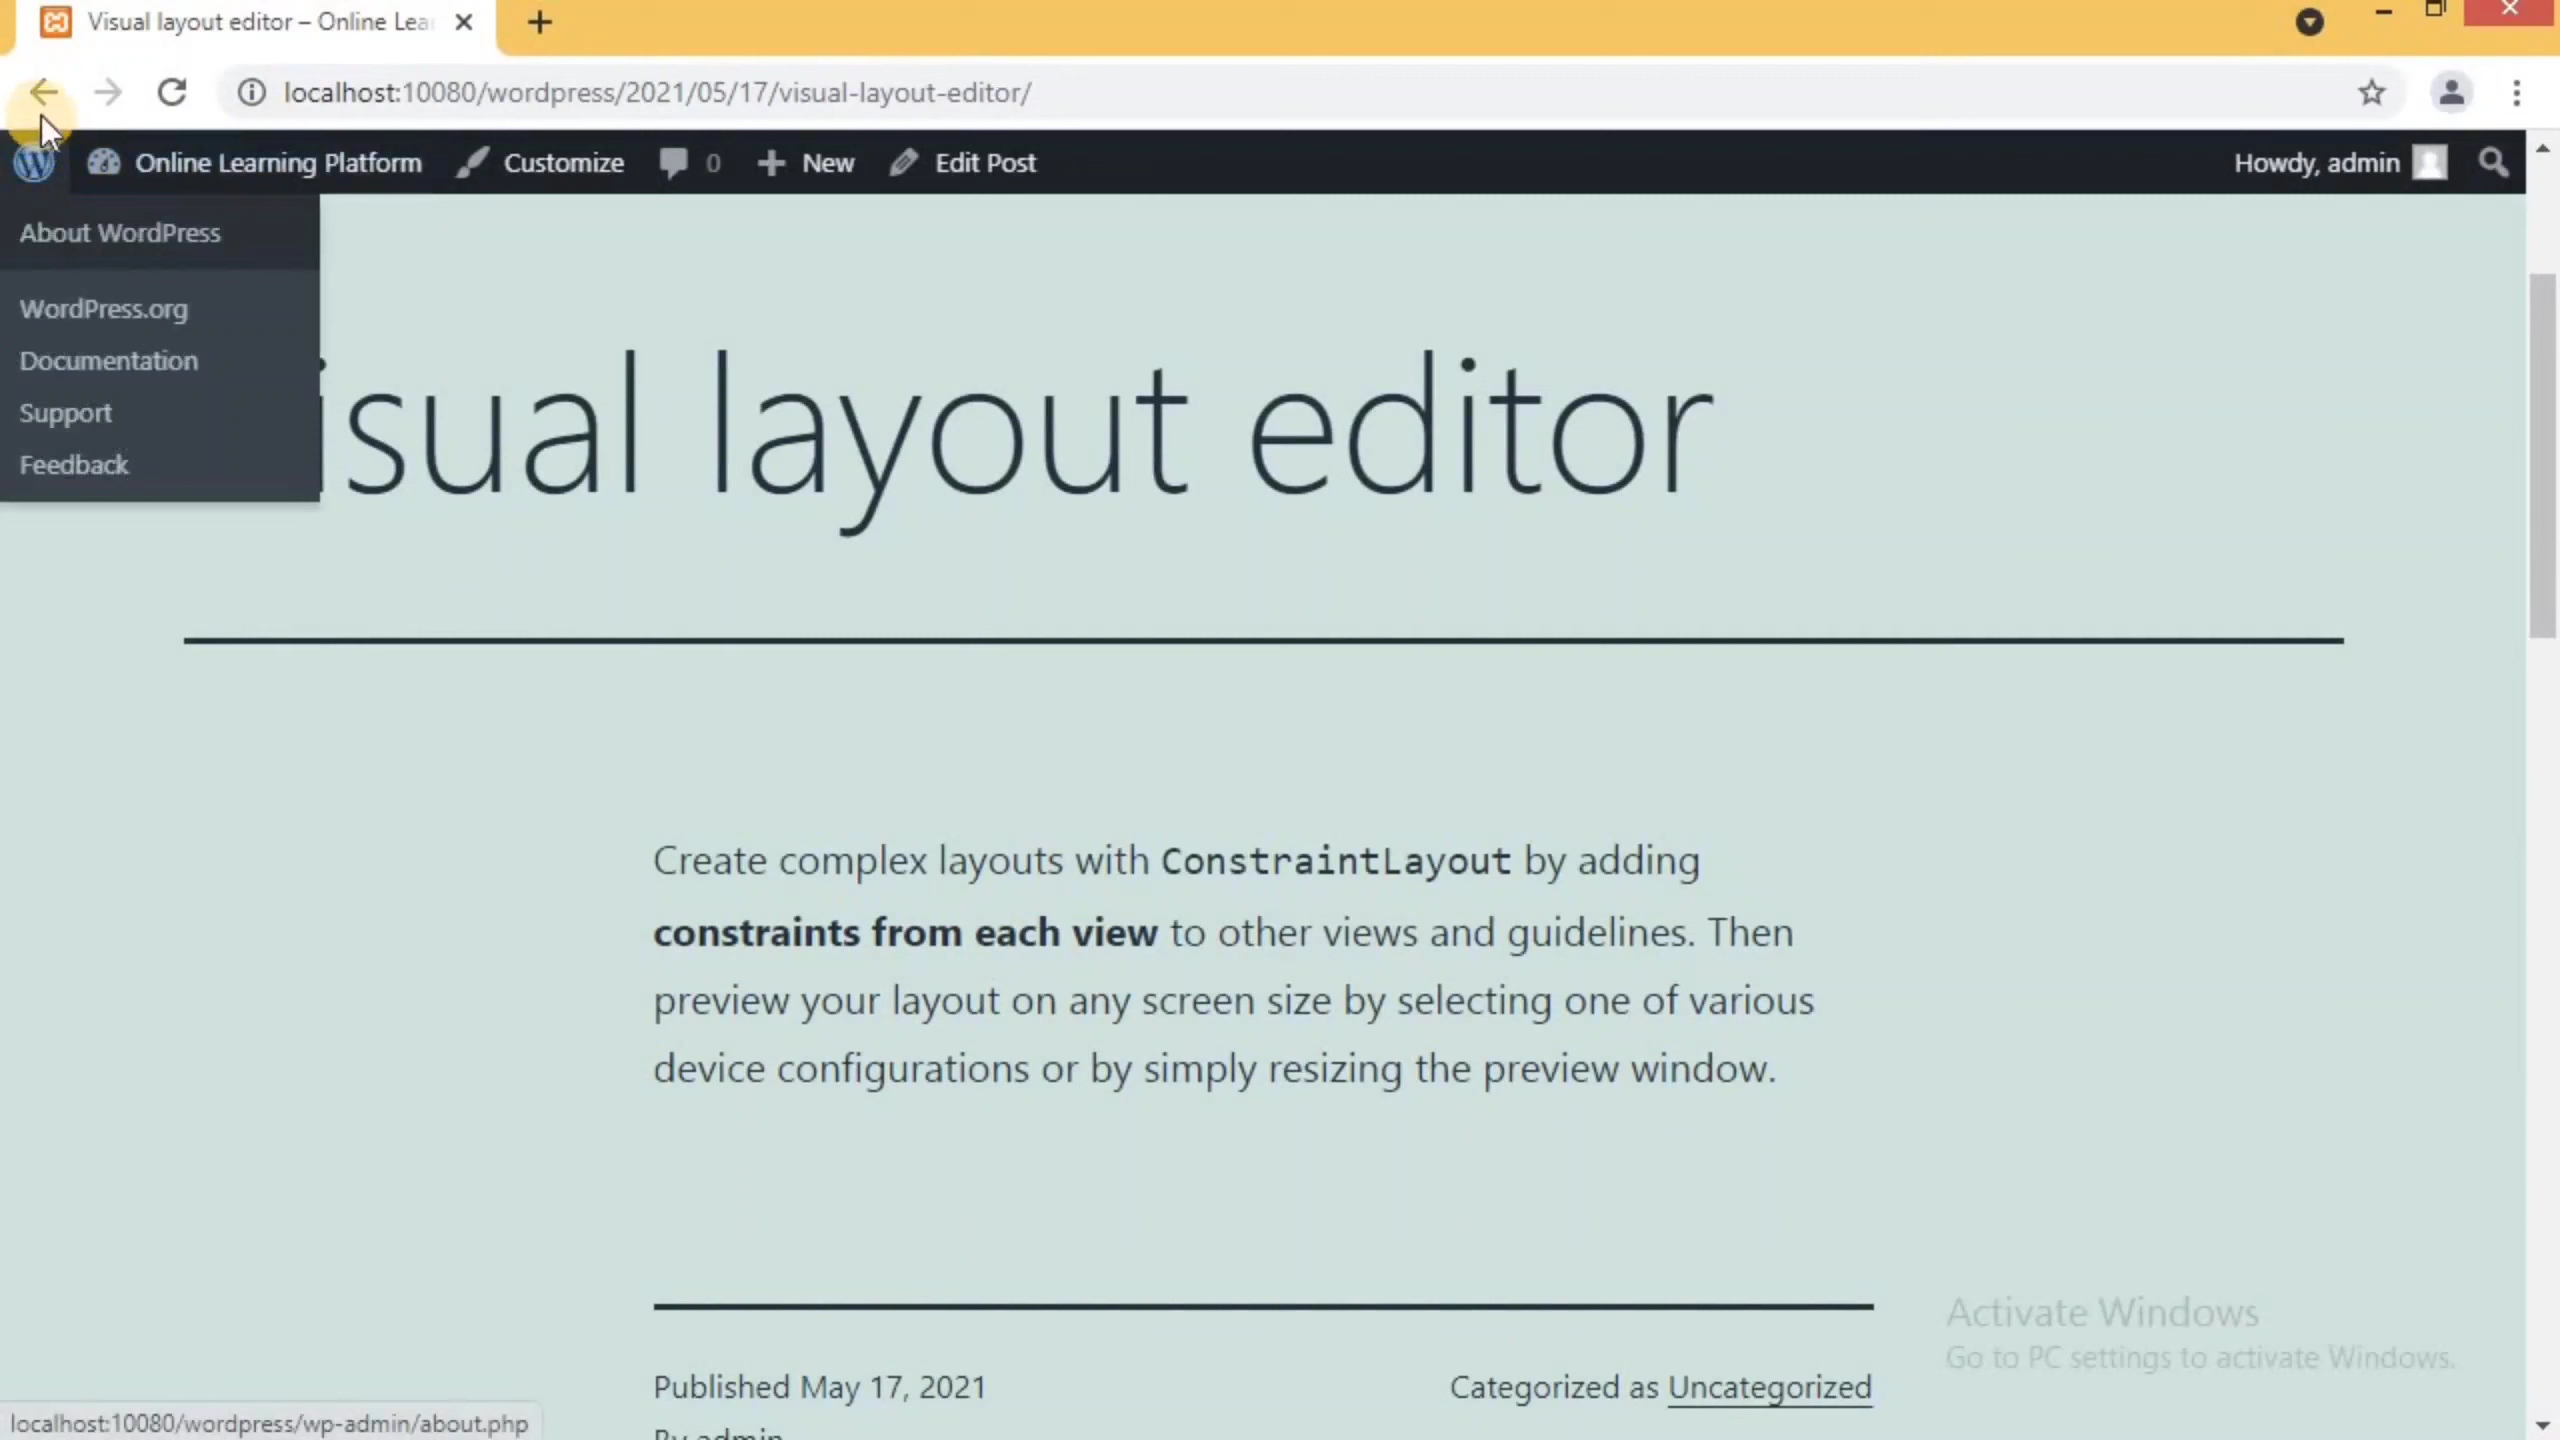 Visual layout editor – Online Lea
localhost:10080/wordpress/2021/05/17/visual-layout-editor/
Online Learning Platform Customize 0 New Edit Post Howdy, admin
About WordPress
WordPress.org
Documentation
Support
Feedback
isual layout editor
Create complex layouts with ConstraintLayout by adding
constraints from each view to other views and guidelines. Then
preview your layout on any screen size by selecting one of various
device configurations or by simply resizing the preview window.
Activate Windows
Go to PC settings to activate Windows.
Published May 17, 2021 Categorized as Uncategorized
By admin
localhost:10080/wordpress/wp-admin/about.php